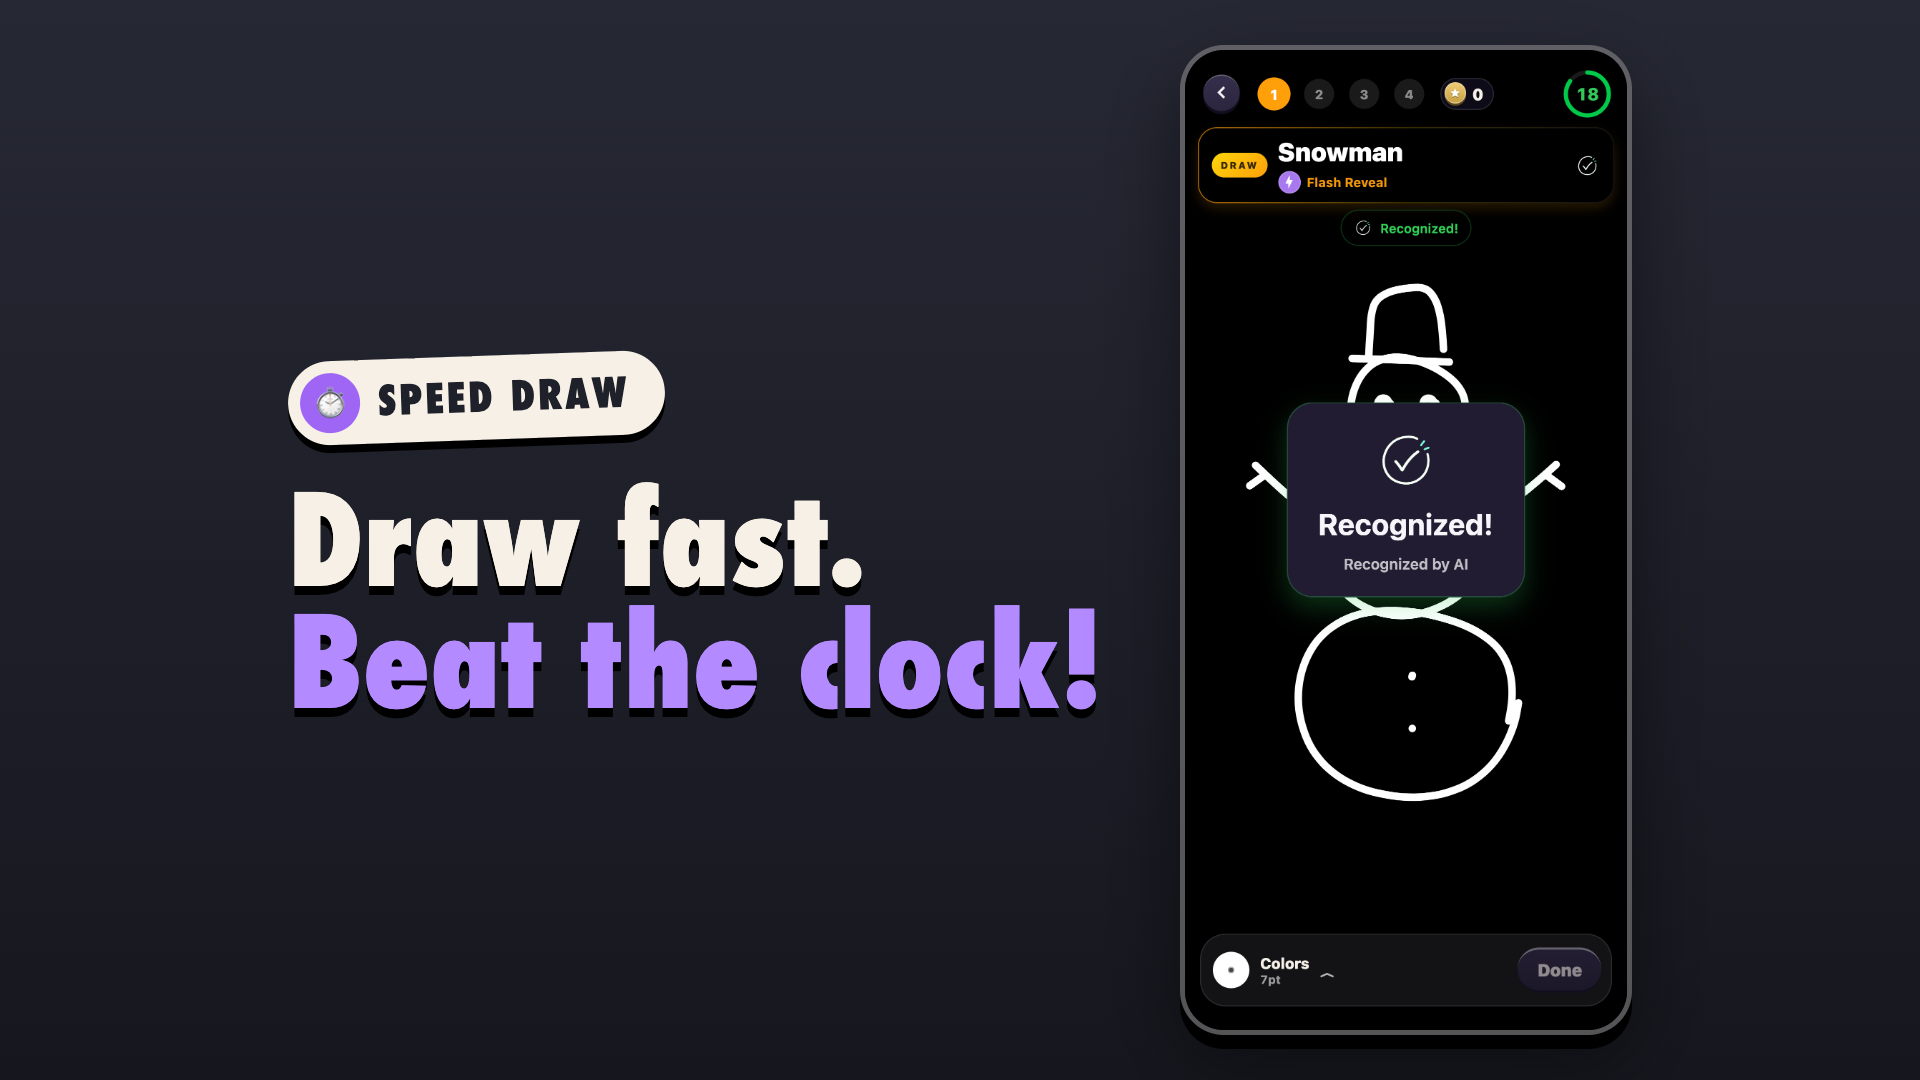 SPEED DRAW
Draw fast.
Beat the clock!
1 2 3 4 0 18
DRAW
Snowman
Flash Reveal
Recognized!
Recognized!
Recognized by AI
Colors
7pt
Done